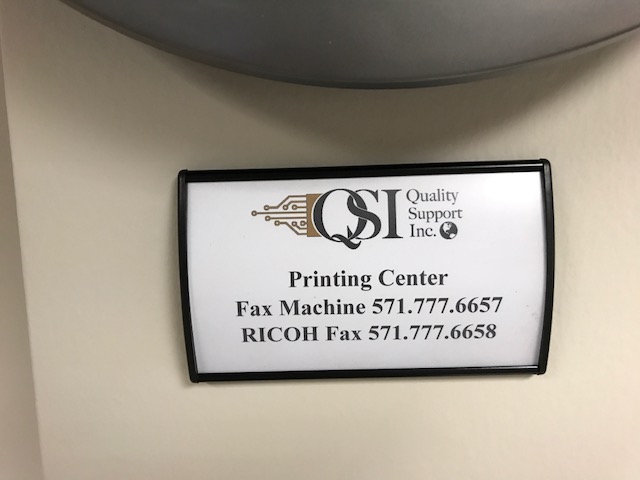 QSI Quality
Support
Inc.
Printing Center
Fax Machine 571.777.6657
RICOH Fax 571.777.6658